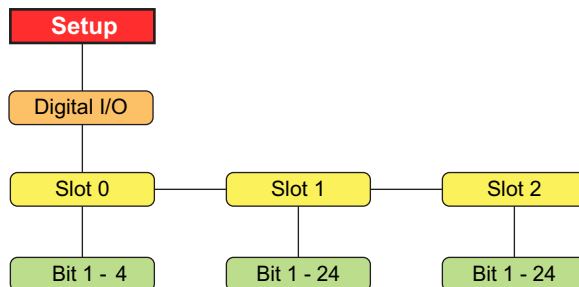 Setup
Digital I/O
Slot 0 Slot 1 Slot 2
Bit 1 - 4 Bit 1 - 24 Bit 1 - 24